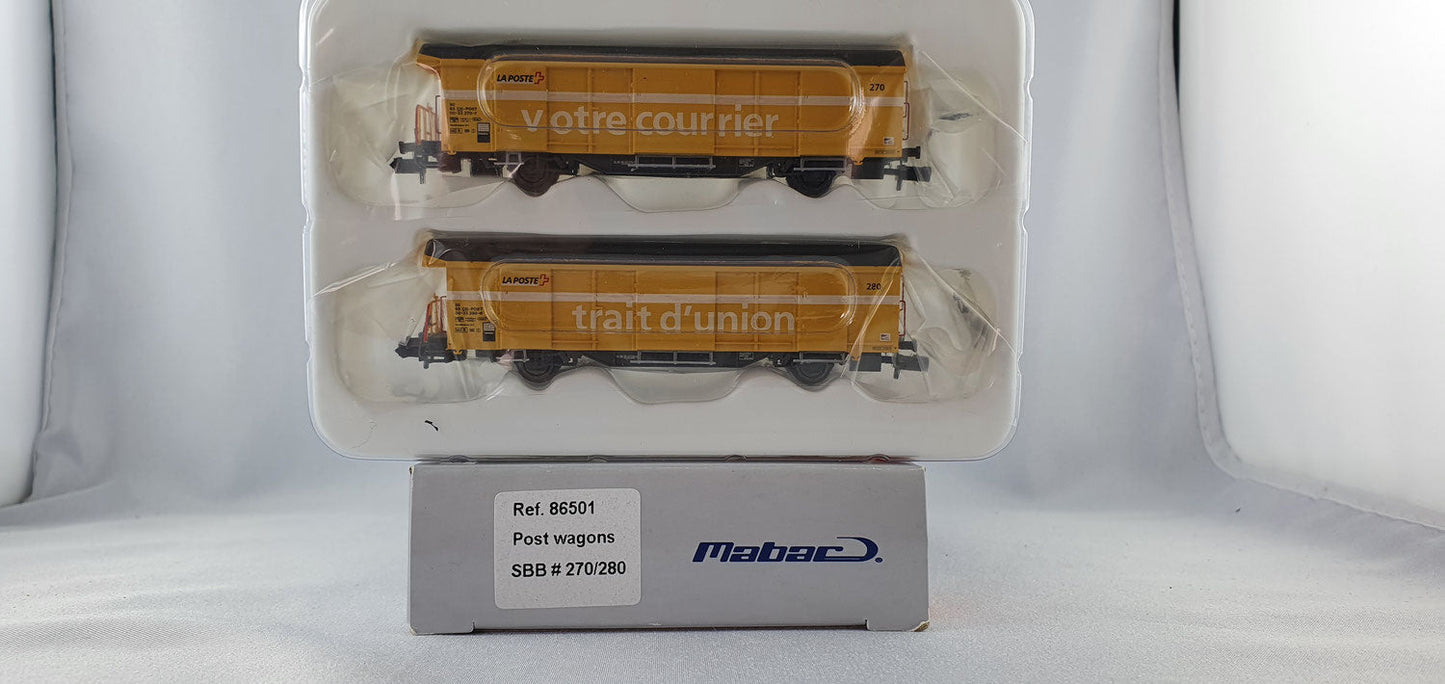 LA POSTE
270
votre courrier
LA POSTE
280
trait d'union
Ref. 86501
Post wagons
SBB # 270/280
Mabar